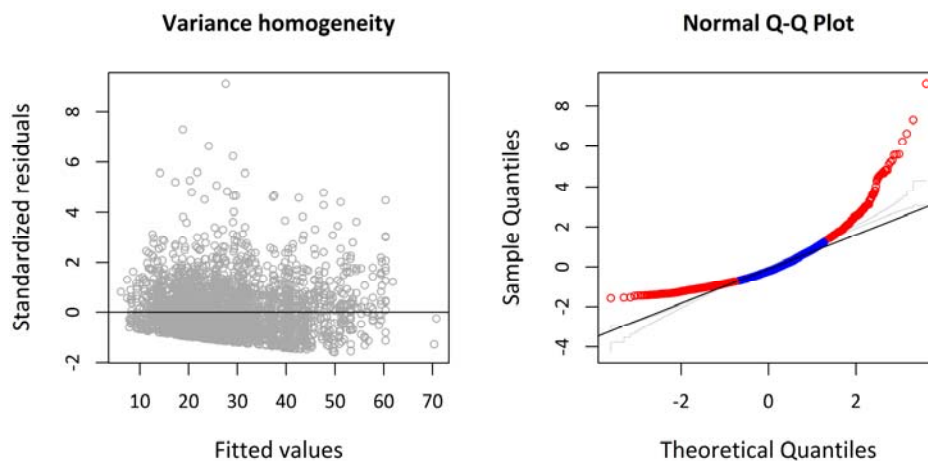 Variance homogeneity
Standardized residuals
8
6
4
2
0
-2
10 20 30 40 50 60 70
Fitted values
Normal Q-Q Plot
Sample Quantiles
8
6
4
2
0
-2
-4
-2 0 2
Theoretical Quantiles